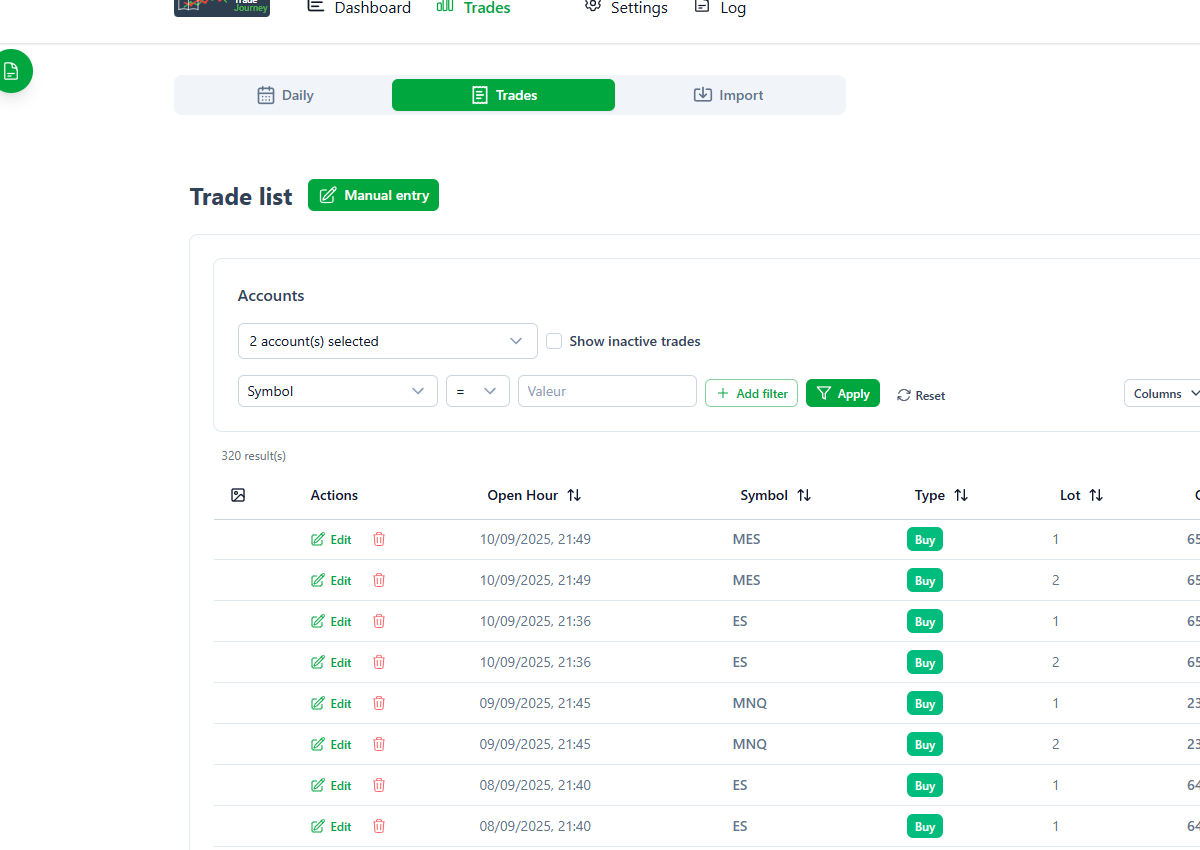 Trade
Journey
Dashboard Trades Settings Log
Daily Trades Import
Trade list Manual entry
Accounts
2 account(s) selected Show inactive trades
Symbol = Valeur Add filter Apply Reset Columns
320 result(s)
Actions Open Hour Symbol Type Lot
Edit 10/09/2025, 21:49 MES Buy 1 65
Edit 10/09/2025, 21:49 MES Buy 2 65
Edit 10/09/2025, 21:36 ES Buy 1 65
Edit 10/09/2025, 21:36 ES Buy 2 65
Edit 09/09/2025, 21:45 MNQ Buy 1 23
Edit 09/09/2025, 21:45 MNQ Buy 2 23
Edit 08/09/2025, 21:40 ES Buy 1 64
Edit 08/09/2025, 21:40 ES Buy 1 64